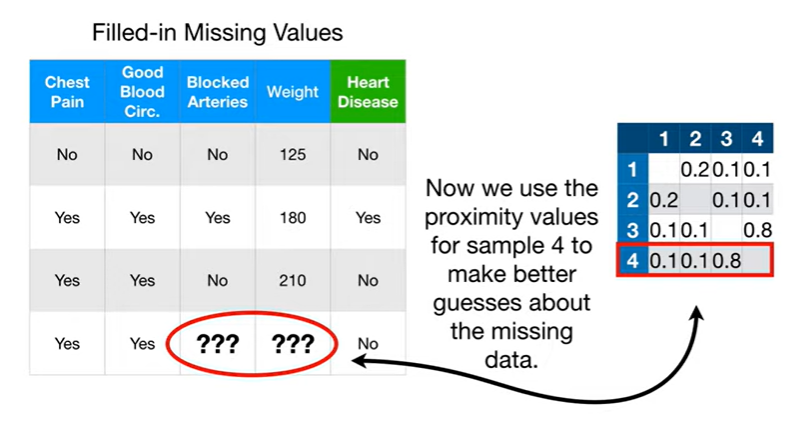 Filled-in Missing Values
Chest Pain Good Blood Circ. Blocked Arteries Weight Heart Disease
No No No 125 No
Yes Yes Yes 180 Yes
Yes Yes No 210 No
Yes Yes ??? ??? No
Now we use the
proximity values
for sample 4 to
make better
guesses about
the missing
data.
1 2 3 4
1 0.2 0.1 0.1
2 0.2 0.1 0.1
3 0.1 0.1 0.8
4 0.1 0.1 0.8